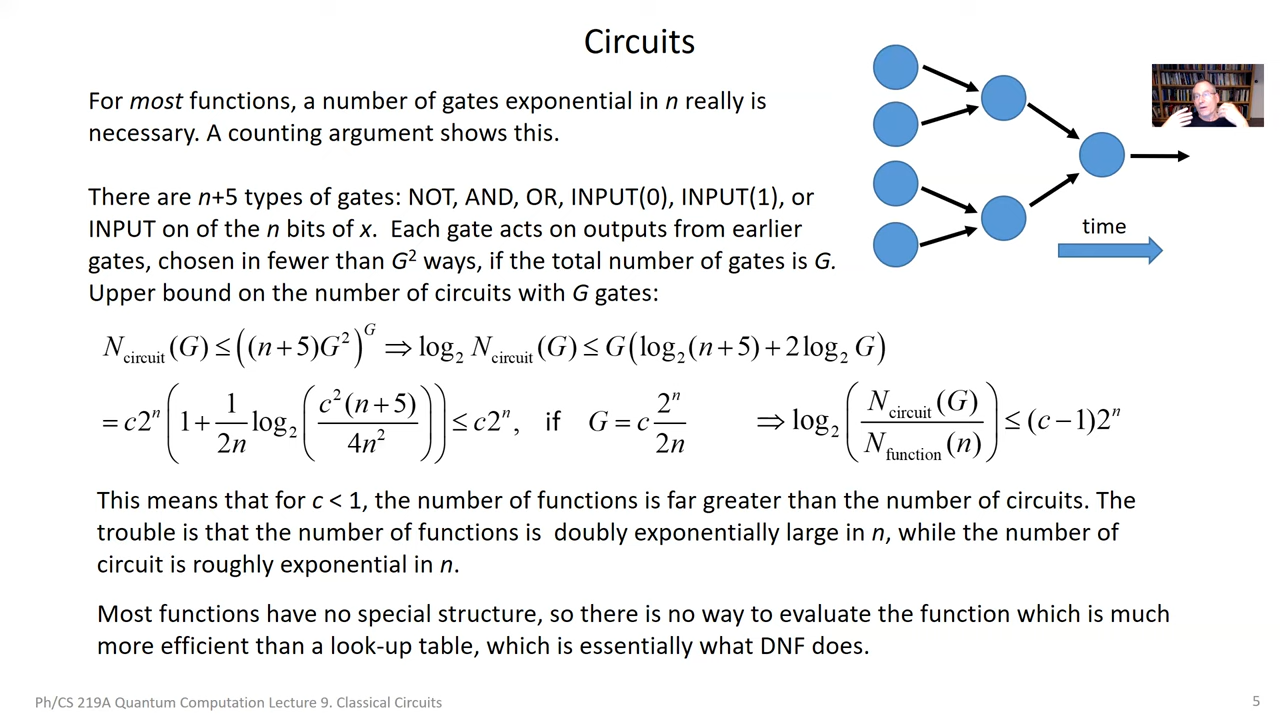 Circuits
For most functions, a number of gates exponential in n really is
necessary. A counting argument shows this.
There are n+5 types of gates: NOT, AND, OR, INPUT(0), INPUT(1), or
INPUT on of the n bits of x. Each gate acts on outputs from earlier
gates, chosen in fewer than G² ways, if the total number of gates is G.
Upper bound on the number of circuits with G gates:
time
N_circuit(G) ≤ ((n+5)G²)^G ⇒ log₂ N_circuit(G) ≤ G(log₂(n+5)+2log₂ G)
= c2ⁿ(1+ 1/2n log₂(c²(n+5)/4n²)) ≤ c2ⁿ, if G = c 2ⁿ/2n ⇒ log₂(N_circuit(G)/N_function(n)) ≤ (c−1)2ⁿ
This means that for c < 1, the number of functions is far greater than the number of circuits. The
trouble is that the number of functions is doubly exponentially large in n, while the number of
circuit is roughly exponential in n.
Most functions have no special structure, so there is no way to evaluate the function which is much
more efficient than a look-up table, which is essentially what DNF does.
Ph/CS 219A Quantum Computation Lecture 9. Classical Circuits
5